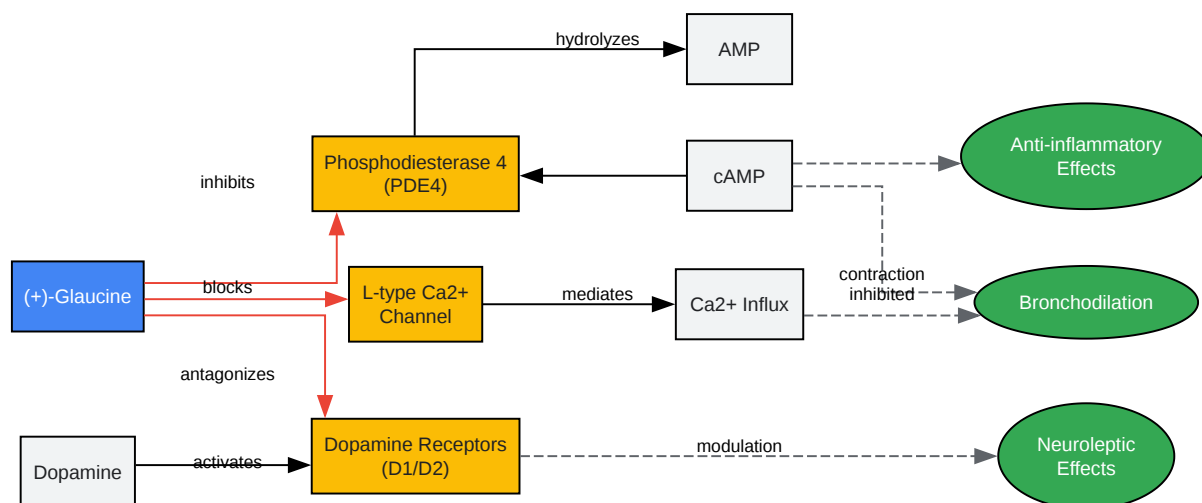 hydrolyzes
AMP
Phosphodiesterase 4
(PDE4)
cAMP
Anti-inflammatory
Effects
inhibits
(+)-Glaucine
blocks
L-type Ca2+
Channel
mediates
Ca2+ Influx
contraction
inhibited
Bronchodilation
antagonizes
Dopamine
activates
Dopamine Receptors
(D1/D2)
modulation
Neuroleptic
Effects